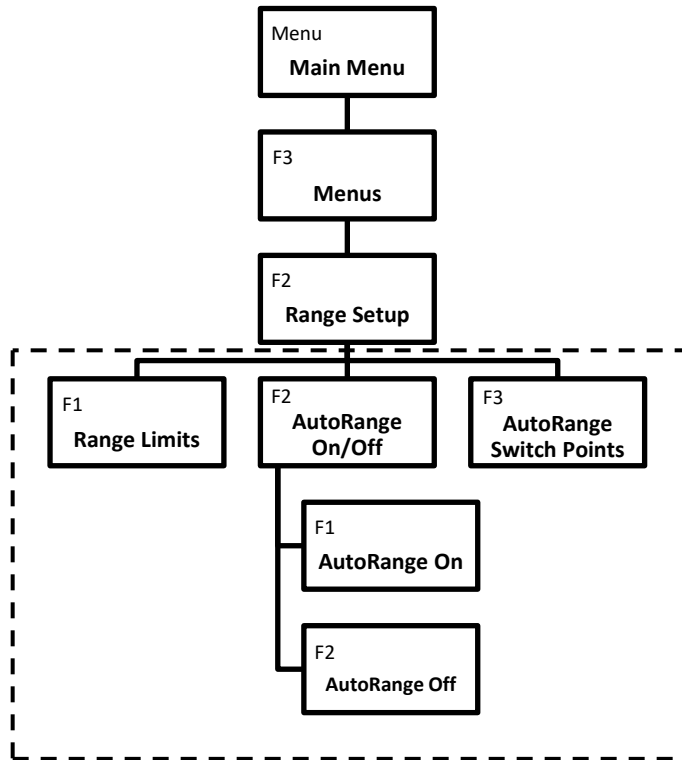 Menu
Main Menu
F3
Menus
F2
Range Setup
F1
Range Limits
F2
AutoRange
On/Off
F3
AutoRange
Switch Points
F1
AutoRange On
F2
AutoRange Off